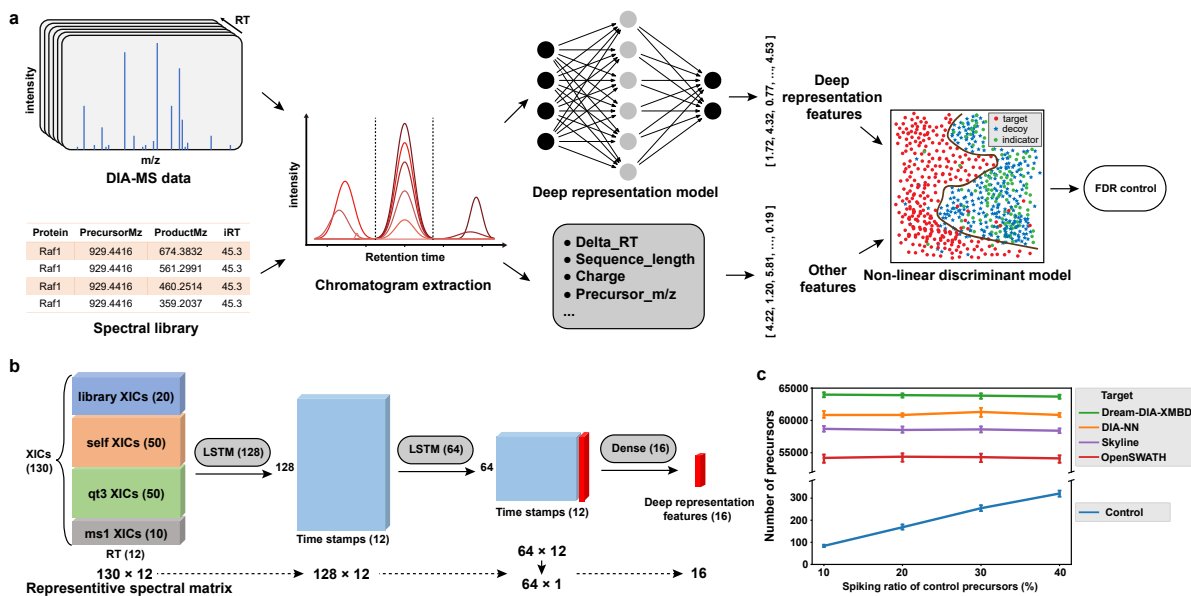 a
RT
intensity
m/z
DIA-MS data
Protein PrecursorMz ProductMz iRT
Raf1 929.4416 674.3832 45.3
Raf1 929.4416 561.2991 45.3
Raf1 929.4416 460.2514 45.3
Raf1 929.4416 359.2037 45.3
Spectral library
intensity
Retention time
Chromatogram extraction
Deep representation model
● Delta_RT
● Sequence_length
● Charge
● Precursor_m/z
...
[ 1.72, 4.32, 0.77, ..., 4.53]
[ 4.22, 1.20, 5.81, ..., 0.19 ]
Deep
representation
features
Other
features
target
decoy
indicator
Non-linear discriminant model
FDR control
b
XICs
(130)
library XICs (20)
self XICs (50)
qt3 XICs (50)
ms1 XICs (10)
RT (12)
130 × 12
Representitive spectral matrix
LSTM (128)
128
Time stamps (12)
128 × 12
LSTM (64)
64
Time stamps (12)
64 × 12
64 × 1
Dense (16)
Deep representation
features (16)
16
c
Number of precursors
65000
60000
55000
300
200
100
0
10 20 30 40
Spiking ratio of control precursors (%)
Target
Dream-DIA-XMBD
DIA-NN
Skyline
OpenSWATH
Control